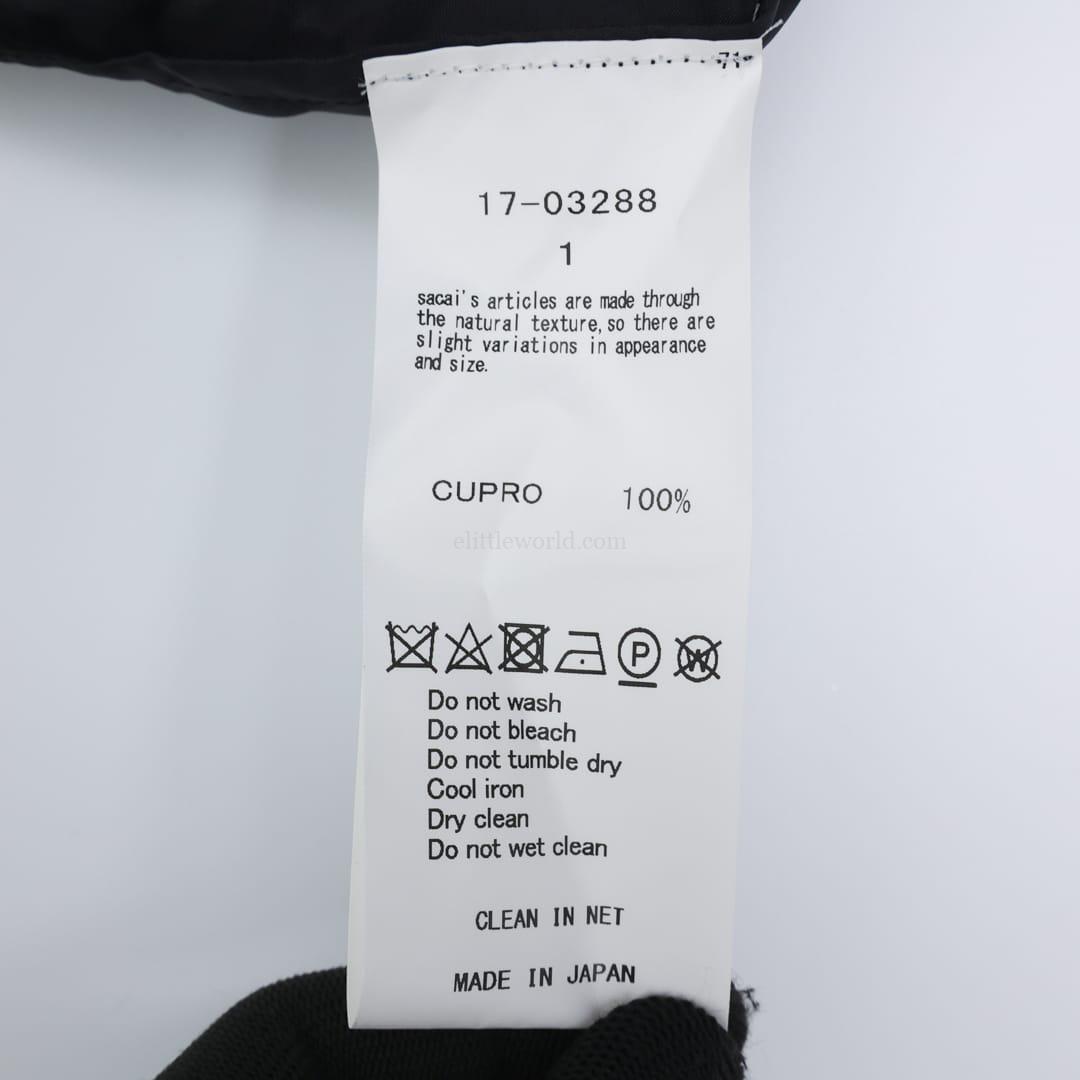 17-03288
1
sacai's articles are made through
the natural texture, so there are
slight variations in appearance
and size.
CUPRO 100%
elittleworld.com
P
W
Do not wash
Do not bleach
Do not tumble dry
Cool iron
Dry clean
Do not wet clean
CLEAN IN NET
MADE IN JAPAN